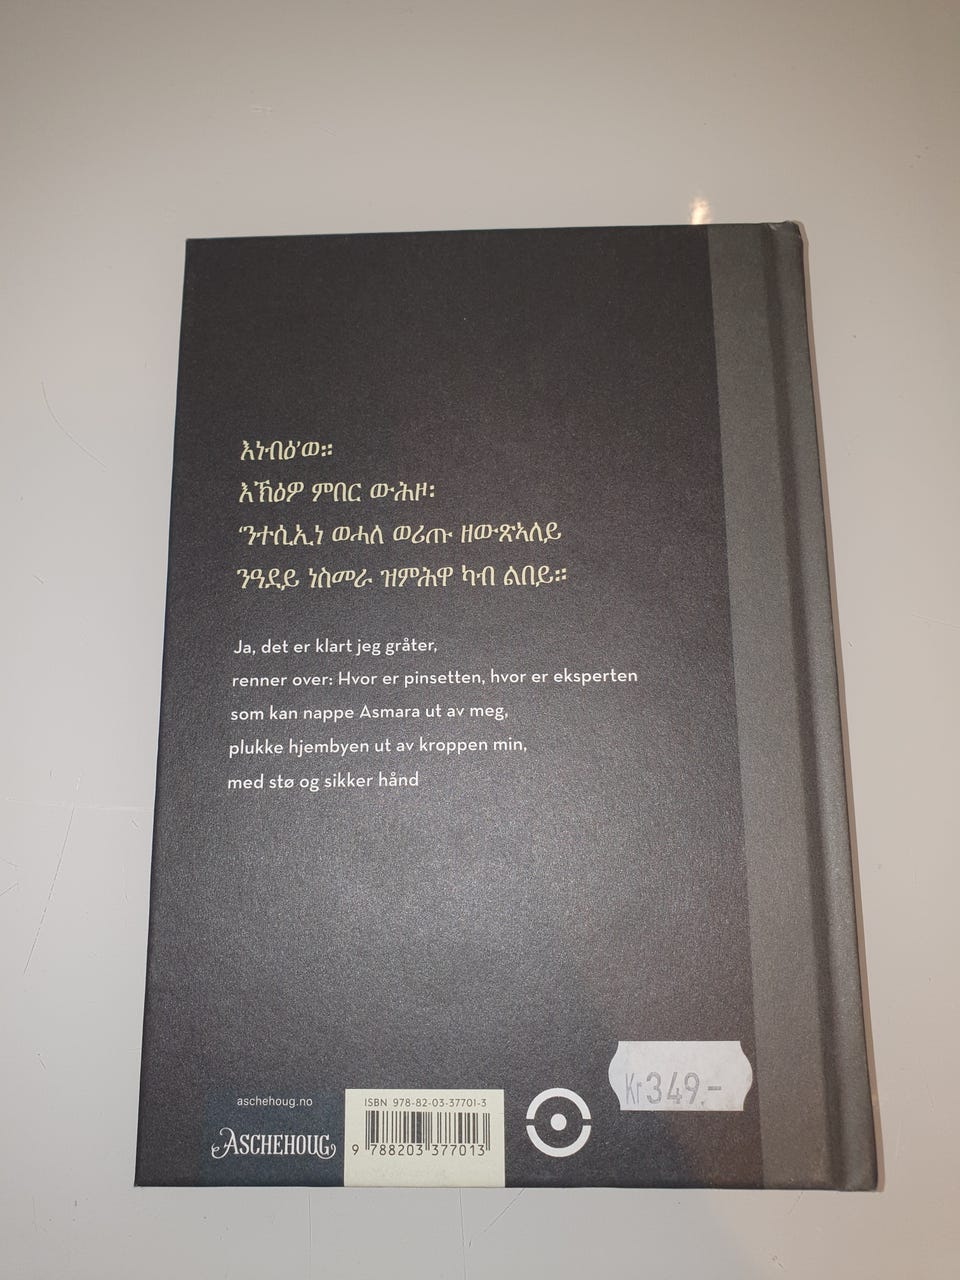 እነብዕ'ወ።
እኽዕዎ ምበር ውሕዞ፡
'ንተሲኢነ ወሓለ ወሪጡ ዘውጽኣለይ
ንዓደይ ነስመራ ዝምሕዋ ካብ ልበይ።
Ja, det er klart jeg gråter,
renner over: Hvor er pinsetten, hvor er eksperten
som kan nappe Asmara ut av meg,
plukke hjembyen ut av kroppen min,
med stø og sikker hånd
aschehoug.no
ASCHEHOUG
ISBN 978-82-03-37701-3
9 788203 377013
Kr 349.-